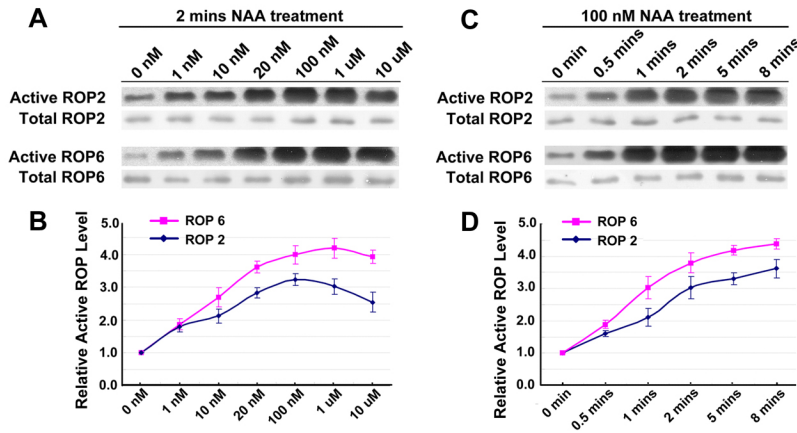 A
2 mins NAA treatment
0 nM 1 nM 10 nM 20 nM 100 nM 1 uM 10 uM
Active ROP2
Total ROP2
Active ROP6
Total ROP6
B
Relative Active ROP Level
5.0
4.0
3.0
2.0
1.0
0.0
ROP 6
ROP 2
0 nM 1 nM 10 nM 20 nM 100 nM 1 uM 10 uM
C
100 nM NAA treatment
0 min 0.5 mins 1 mins 2 mins 5 mins 8 mins
Active ROP2
Total ROP2
Active ROP6
Total ROP6
D
Relative Active ROP Level
5.0
4.0
3.0
2.0
1.0
0.0
ROP 6
ROP 2
0 min 0.5 mins 1 mins 2 mins 5 mins 8 mins